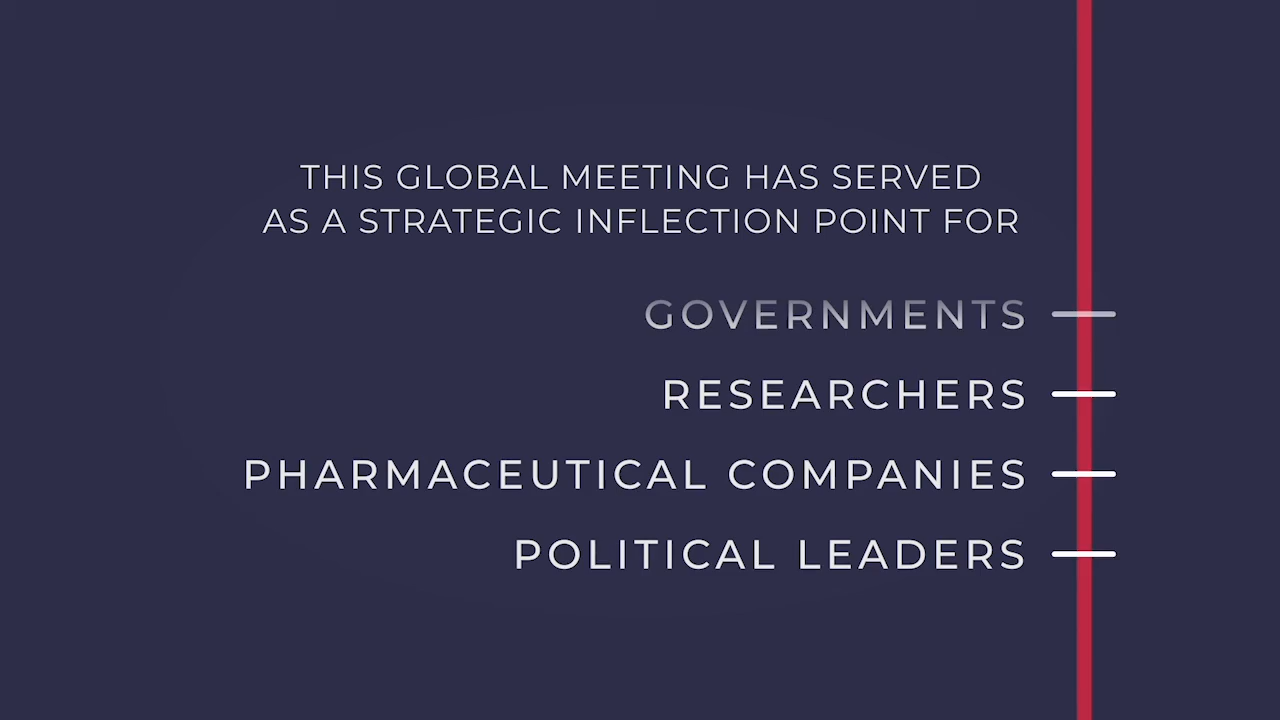 THIS GLOBAL MEETING HAS SERVED
AS A STRATEGIC INFLECTION POINT FOR
GOVERNMENTS
RESEARCHERS
PHARMACEUTICAL COMPANIES
POLITICAL LEADERS